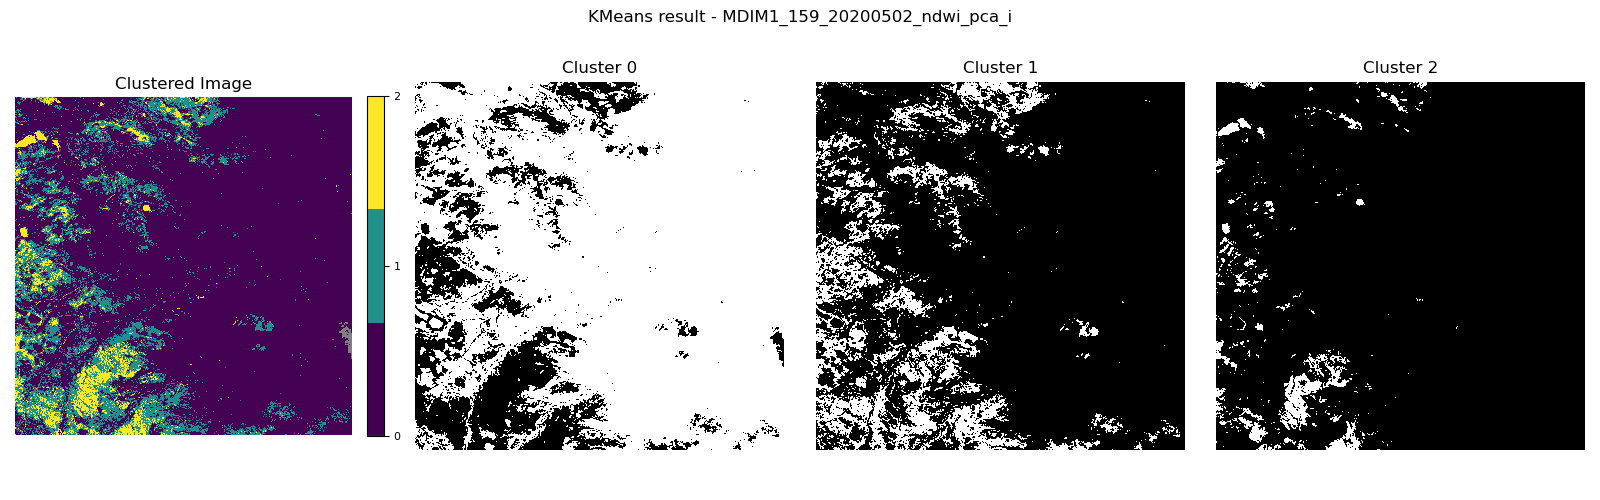 KMeans result - MDIM1_159_20200502_ndwi_pca_i
Clustered Image
Cluster 0
Cluster 1
Cluster 2
2
1
0